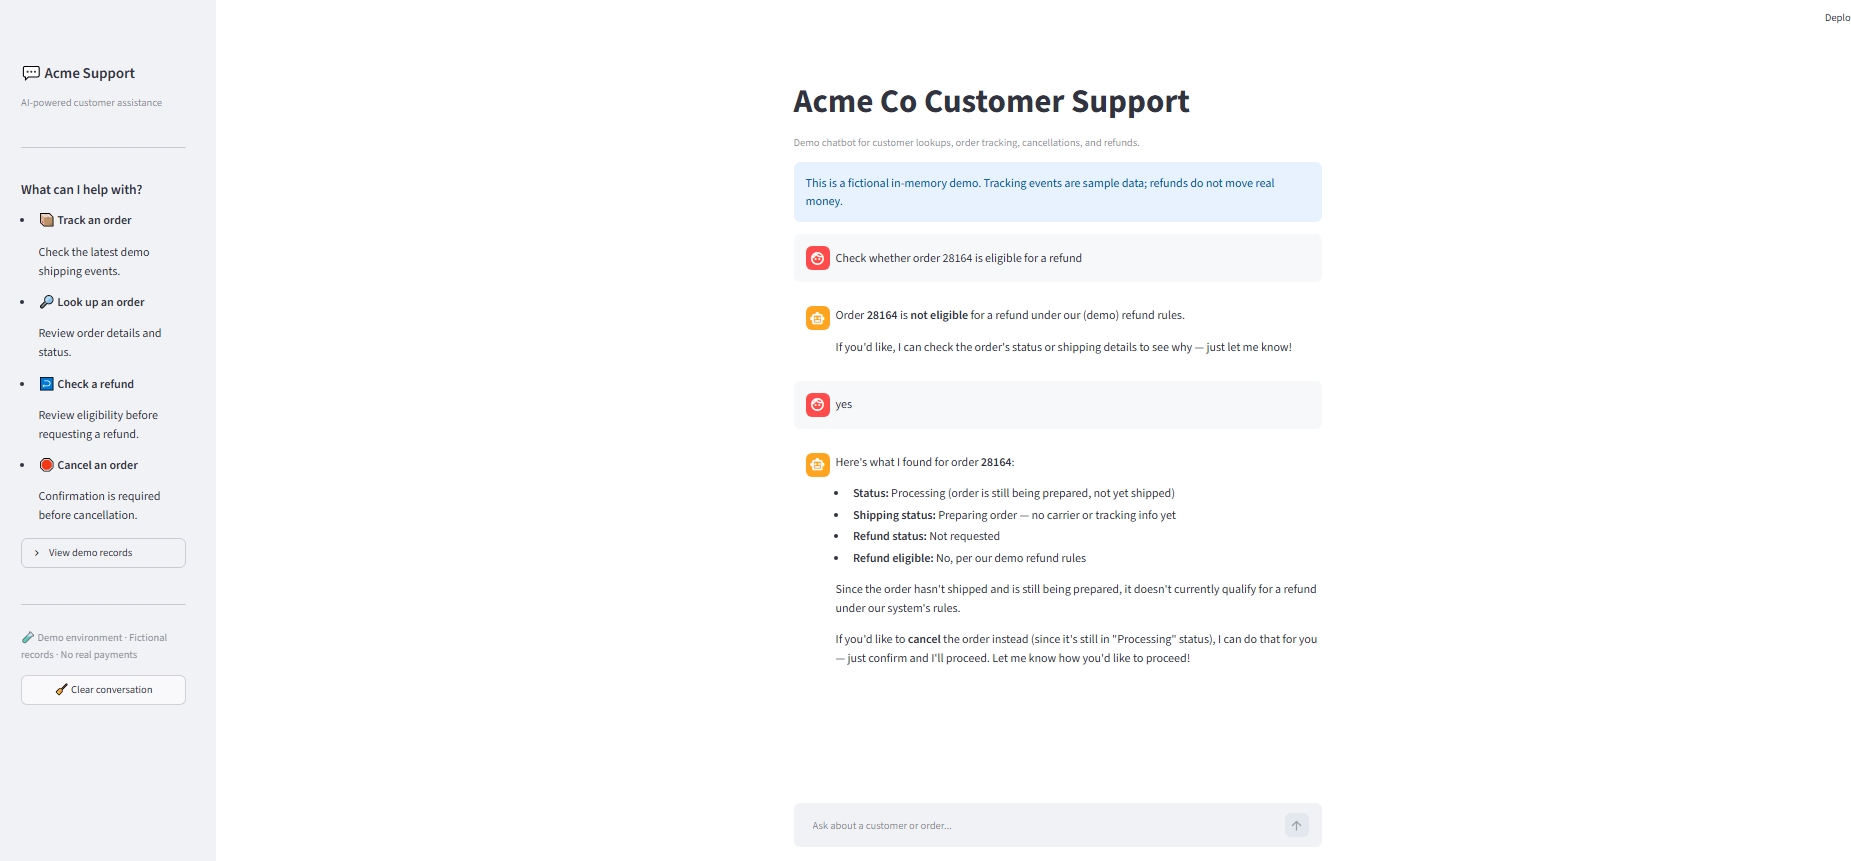 Deplo
Acme Support
AI-powered customer assistance
What can I help with?
Track an order
Check the latest demo
shipping events.
Look up an order
Review order details and
status.
Check a refund
Review eligibility before
requesting a refund.
Cancel an order
Confirmation is required
before cancellation.
View demo records
Demo environment · Fictional
records · No real payments
Clear conversation
Acme Co Customer Support
Demo chatbot for customer lookups, order tracking, cancellations, and refunds.
This is a fictional in-memory demo. Tracking events are sample data; refunds do not move real
money.
Check whether order 28164 is eligible for a refund
Order 28164 is not eligible for a refund under our (demo) refund rules.
If you'd like, I can check the order's status or shipping details to see why — just let me know!
yes
Here's what I found for order 28164:
Status: Processing (order is still being prepared, not yet shipped)
Shipping status: Preparing order — no carrier or tracking info yet
Refund status: Not requested
Refund eligible: No, per our demo refund rules
Since the order hasn't shipped and is still being prepared, it doesn't currently qualify for a refund
under our system's rules.
If you'd like to cancel the order instead (since it's still in "Processing" status), I can do that for you
— just confirm and I'll proceed. Let me know how you'd like to proceed!
Ask about a customer or order...